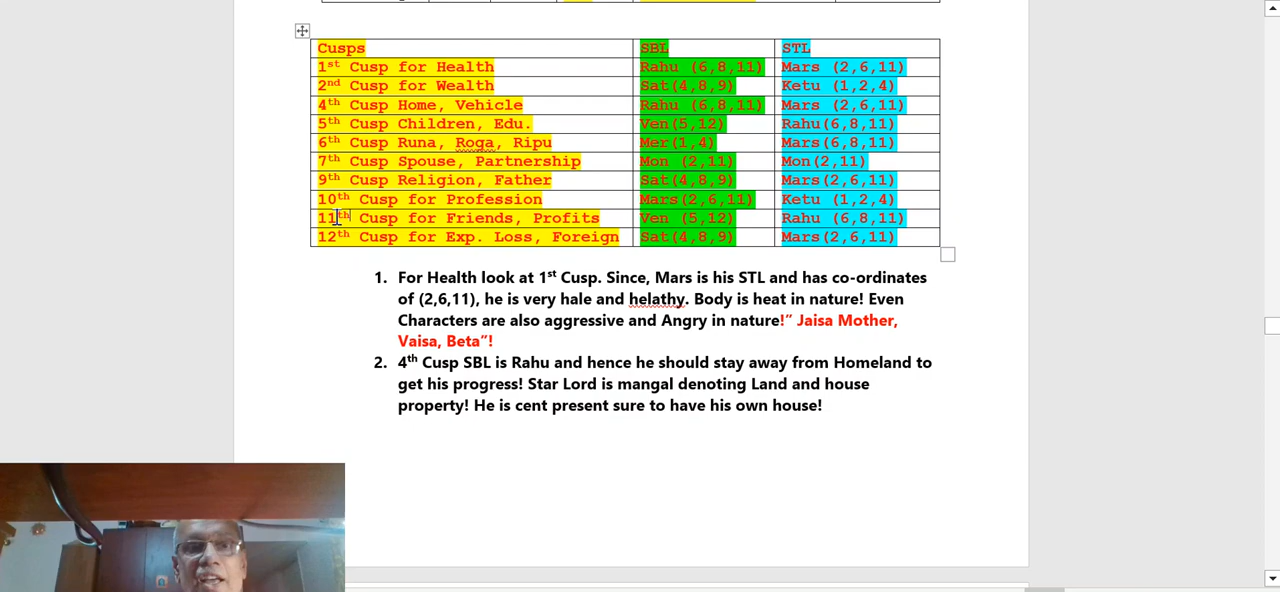 Cusps SBL STL
1st Cusp for Health Rahu (6,8,11) Mars (2,6,11)
2nd Cusp for Wealth Sat(4,8,9) Ketu (1,2,4)
4th Cusp Home, Vehicle Rahu (6,8,11) Mars (2,6,11)
5th Cusp Children, Edu. Ven(5,12) Rahu(6,8,11)
6th Cusp Runa, Roga, Ripu Mer(1,4) Mars(6,8,11)
7th Cusp Spouse, Partnership Mon (2,11) Mon(2,11)
9th Cusp Religion, Father Sat(4,8,9) Mars(2,6,11)
10th Cusp for Profession Mars(2,6,11) Ketu (1,2,4)
11th Cusp for Friends, Profits Ven (5,12) Rahu (6,8,11)
12th Cusp for Exp. Loss, Foreign Sat(4,8,9) Mars(2,6,11)
1. For Health look at 1st Cusp. Since, Mars is his STL and has co-ordinates
of (2,6,11), he is very hale and helathy. Body is heat in nature! Even
Characters are also aggressive and Angry in nature!” Jaisa Mother,
Vaisa, Beta”!
2. 4th Cusp SBL is Rahu and hence he should stay away from Homeland to
get his progress! Star Lord is mangal denoting Land and house
property! He is cent present sure to have his own house!